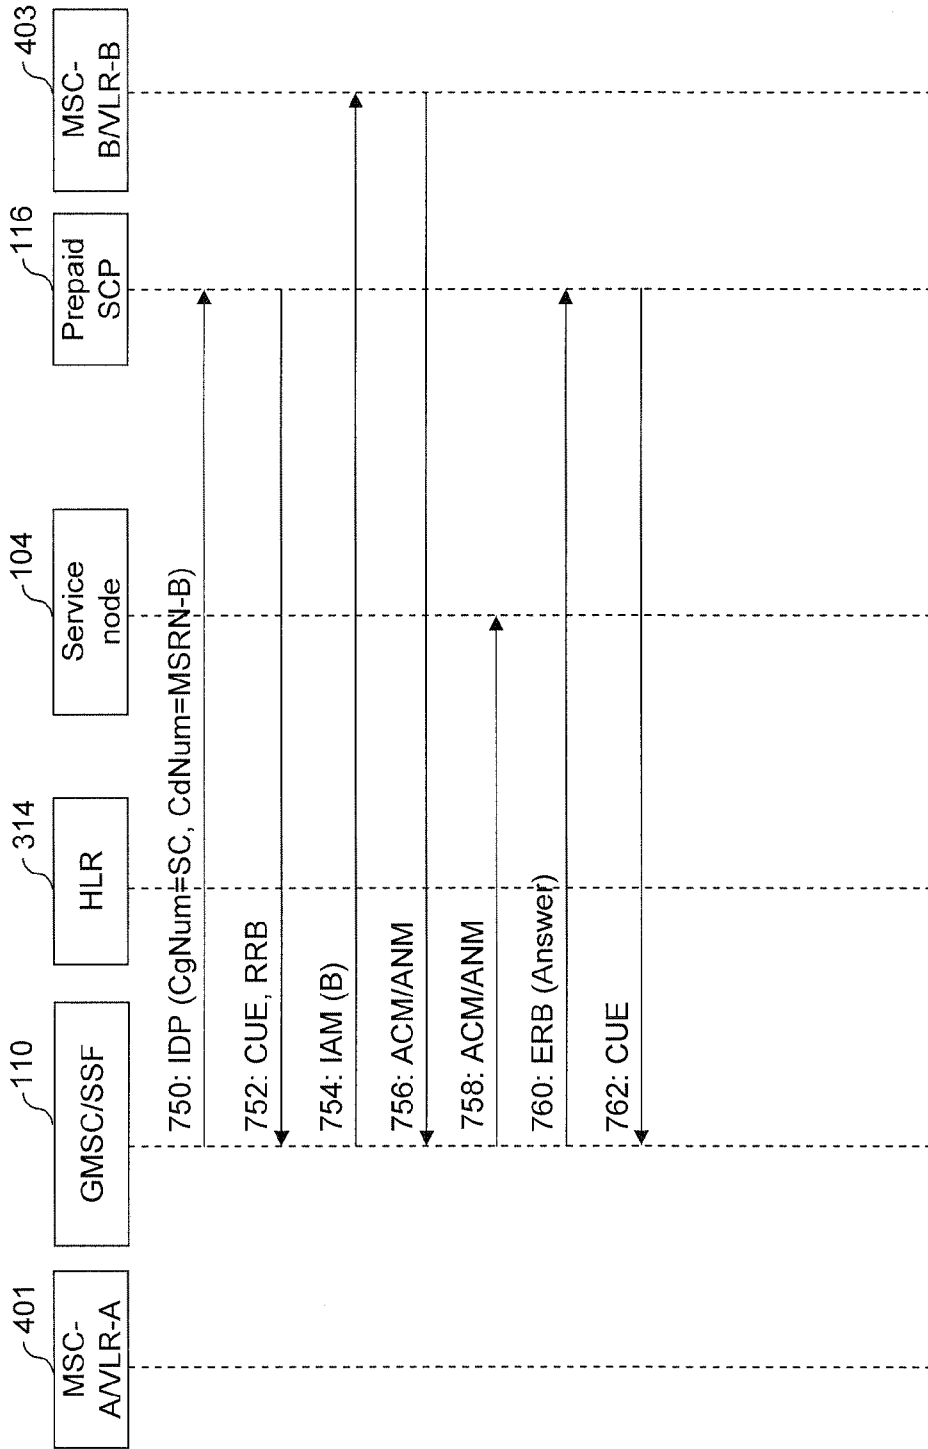 401
MSC-
A/VLR-A
110
GMSC/SSF
314
HLR
104
Service
node
116
Prepaid
SCP
403
MSC-
B/VLR-B
750: IDP (CgNum=SC, CdNum=MSRN-B)
752: CUE, RRB
754: IAM (B)
756: ACM/ANM
758: ACM/ANM
760: ERB (Answer)
762: CUE